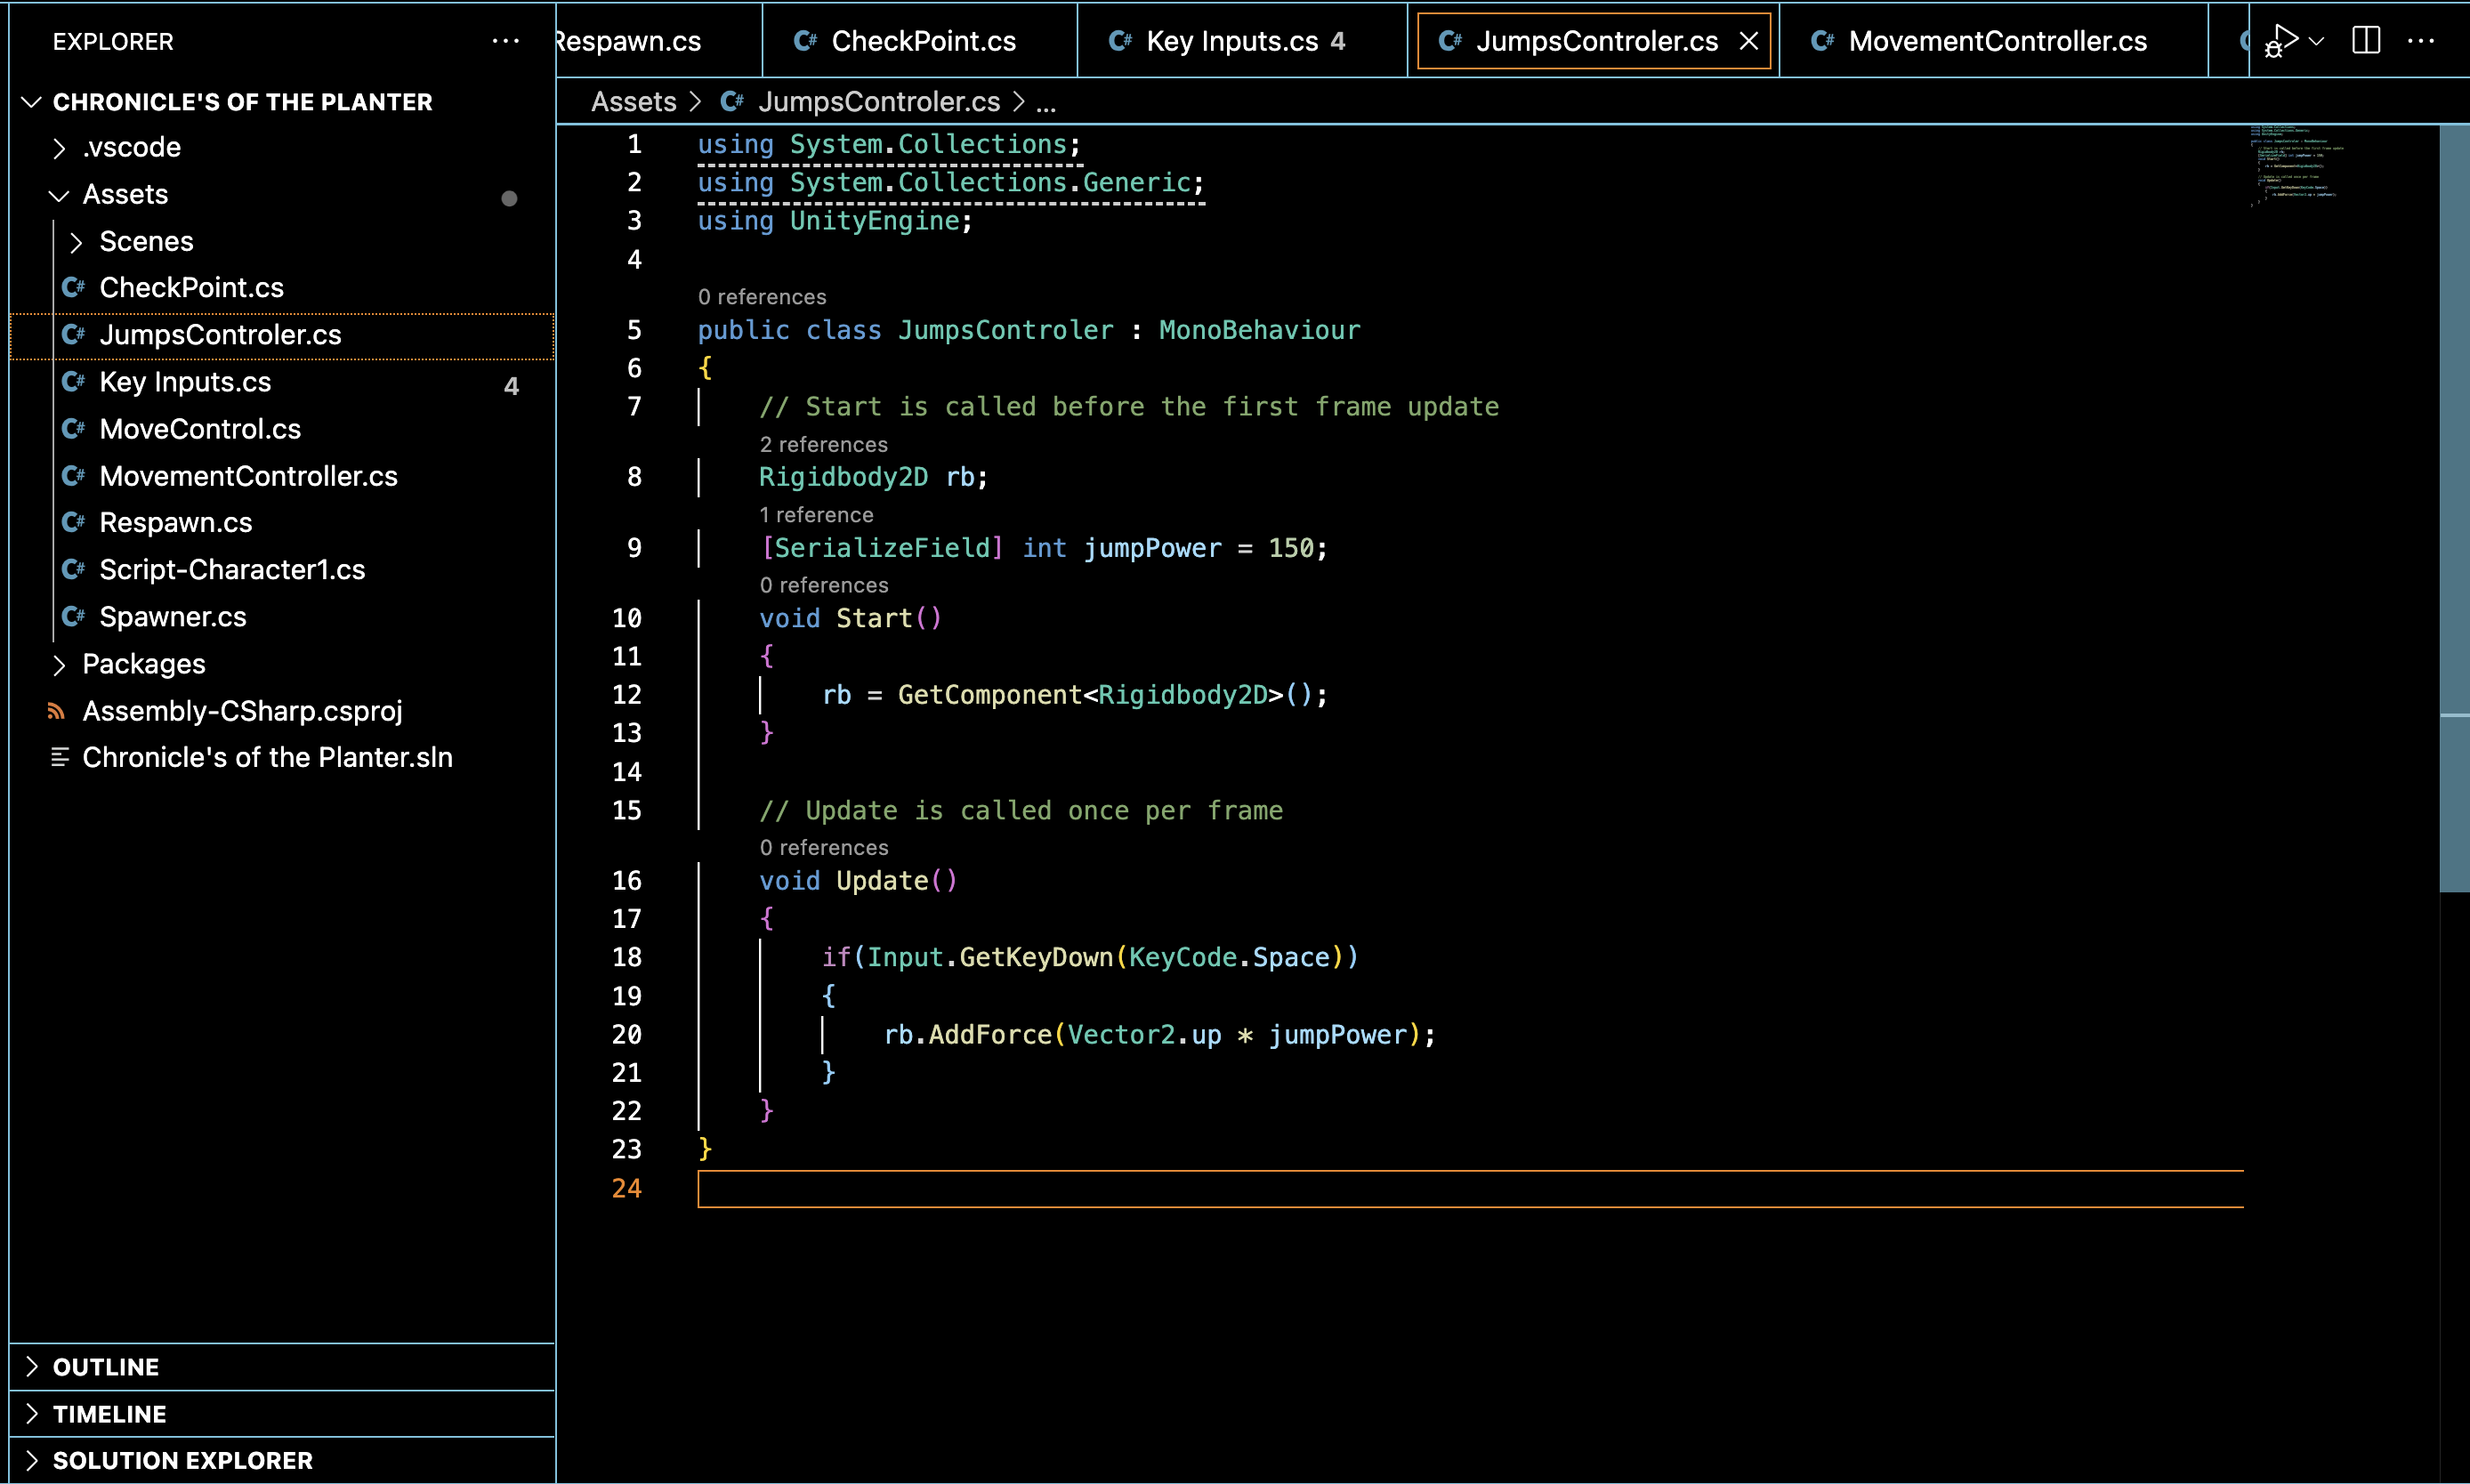 EXPLORER
CHRONICLE'S OF THE PLANTER
.vscode
Assets
Scenes
CheckPoint.cs
JumpsControler.cs
Key Inputs.cs 4
MoveControl.cs
MovementController.cs
Respawn.cs
Script-Character1.cs
Spawner.cs
Packages
Assembly-CSharp.csproj
Chronicle's of the Planter.sln
OUTLINE
TIMELINE
SOLUTION EXPLORER
Respawn.cs
C# CheckPoint.cs
C# Key Inputs.cs 4
C# JumpsControler.cs
C# MovementController.cs
Assets > C# JumpsControler.cs > ...
1 using System.Collections;
2 using System.Collections.Generic;
3 using UnityEngine;
4
0 references
5 public class JumpsControler : MonoBehaviour
6 {
7 // Start is called before the first frame update
2 references
8 Rigidbody2D rb;
1 reference
9 [SerializeField] int jumpPower = 150;
0 references
10 void Start()
11 {
12 rb = GetComponent<Rigidbody2D>();
13 }
14
15 // Update is called once per frame
0 references
16 void Update()
17 {
18 if(Input.GetKeyDown(KeyCode.Space))
19 {
20 rb.AddForce(Vector2.up * jumpPower);
21 }
22 }
23 }
24